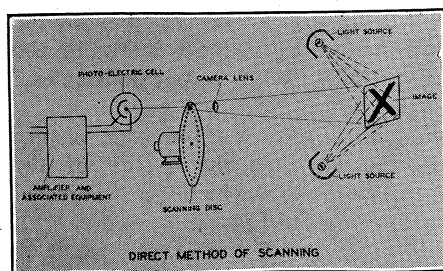 LIGHT SOURCE
PHOTO-ELECTRIC CELL
CAMERA LENS
IMAGE
X
LIGHT SOURCE
AMPLIFIER AND
ASSOCIATED EQUIPMENT
SCANNING DISC
DIRECT METHOD OF SCANNING